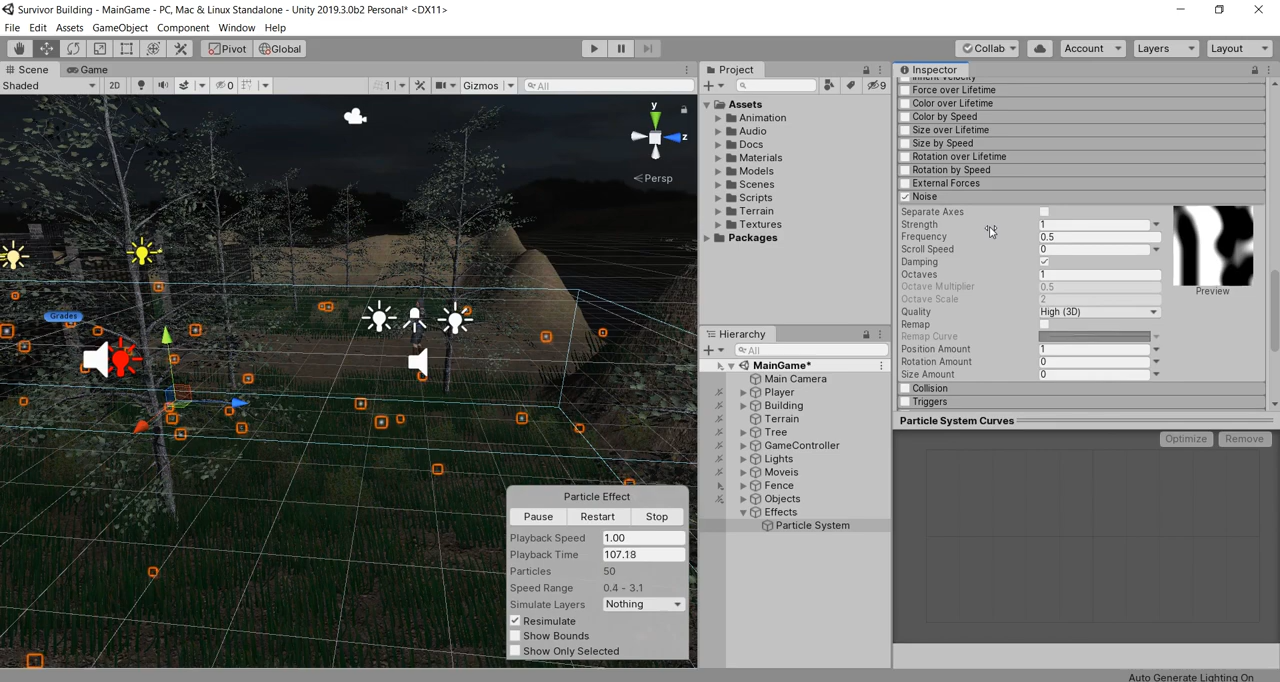 Survivor Building - MainGame - PC, Mac & Linux Standalone - Unity 2019.3.0b2 Personal* <DX11>
File Edit Assets GameObject Component Window Help
Pivot Global Collab Account Layers Layout
Scene Game
Shaded 2D 0 1 Gizmos All
y
z
Persp
Grades
Particle Effect
Pause Restart Stop
Playback Speed 1.00
Playback Time 107.18
Particles 50
Speed Range 0.4 - 3.1
Simulate Layers Nothing
Resimulate
Show Bounds
Show Only Selected
Project
9
Assets
Animation
Audio
Docs
Materials
Models
Scenes
Scripts
Terrain
Textures
Packages
Hierarchy
All
MainGame*
Main Camera
Player
Building
Terrain
Tree
GameController
Lights
Moveis
Fence
Objects
Effects
Particle System
Inspector
Inherit Velocity
Force over Lifetime
Color over Lifetime
Color by Speed
Size over Lifetime
Size by Speed
Rotation over Lifetime
Rotation by Speed
External Forces
Noise
Separate Axes
Strength 1
Frequency 0.5
Scroll Speed 0
Damping
Octaves 1
Octave Multiplier 0.5
Octave Scale 2
Quality High (3D)
Remap
Remap Curve
Position Amount 1
Rotation Amount 0
Size Amount 0
Preview
Collision
Triggers
Particle System Curves
Optimize Remove
Auto Generate Lighting On